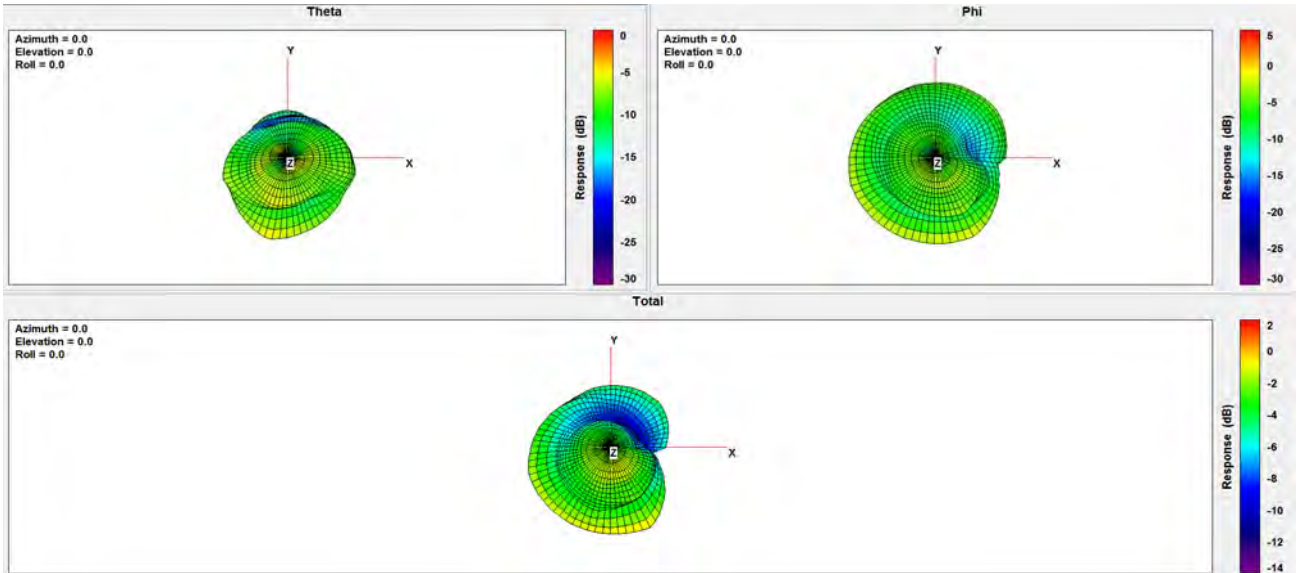 Theta
Azimuth = 0.0
Elevation = 0.0
Roll = 0.0
Y
X
Z
Response (dB)
0
-5
-10
-15
-20
-25
-30
Phi
Azimuth = 0.0
Elevation = 0.0
Roll = 0.0
Y
X
Z
Response (dB)
5
0
-5
-10
-15
-20
-25
-30
Total
Azimuth = 0.0
Elevation = 0.0
Roll = 0.0
Y
X
Z
Response (dB)
2
0
-2
-4
-6
-8
-10
-12
-14